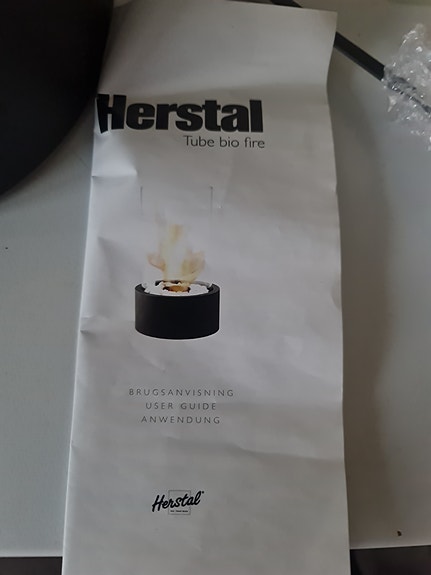 Herstal
Tube bio fire
BRUGSANVISNING
USER GUIDE
ANWENDUNG
Herstal